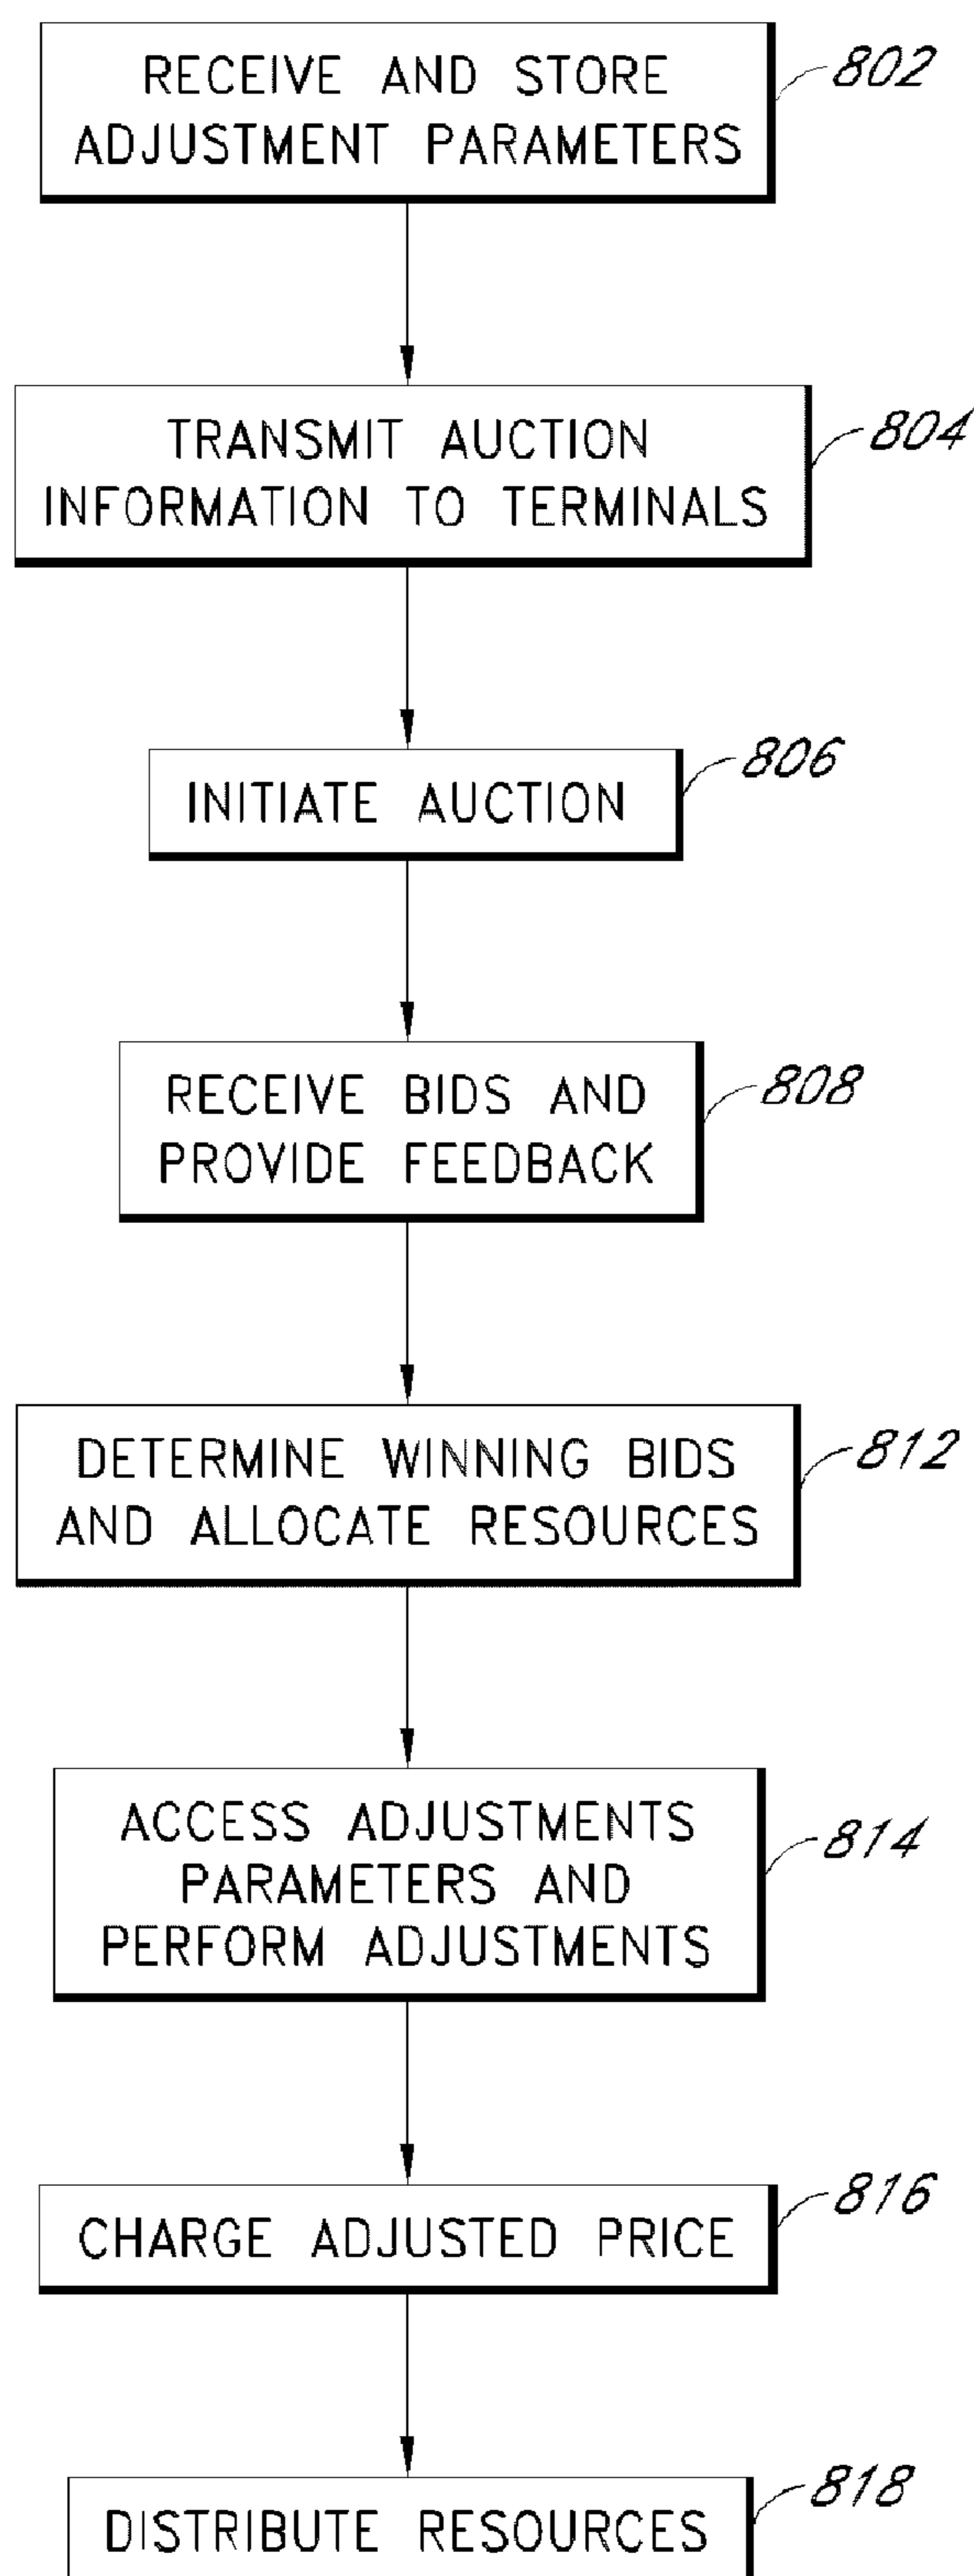 RECEIVE AND STORE
ADJUSTMENT PARAMETERS
802
TRANSMIT AUCTION
INFORMATION TO TERMINALS
804
INITIATE AUCTION
806
RECEIVE BIDS AND
PROVIDE FEEDBACK
808
DETERMINE WINNING BIDS
AND ALLOCATE RESOURCES
812
ACCESS ADJUSTMENTS
PARAMETERS AND
PERFORM ADJUSTMENTS
814
CHARGE ADJUSTED PRICE
816
DISTRIBUTE RESOURCES
818